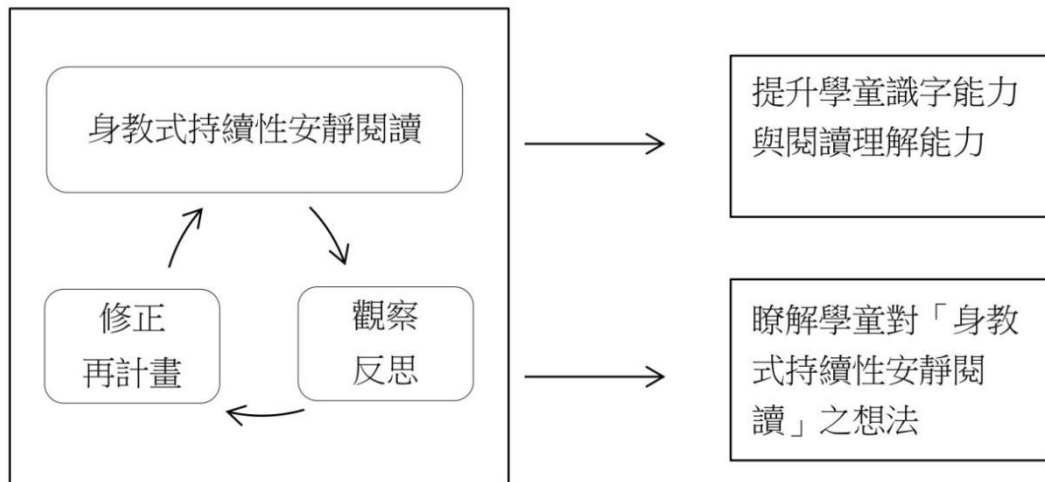 身教式持續性安靜閱讀
修正
再計畫
觀察
反思
提升學童識字能力
與閱讀理解能力
瞭解學童對「身教
式持續性安靜閱
讀」之想法